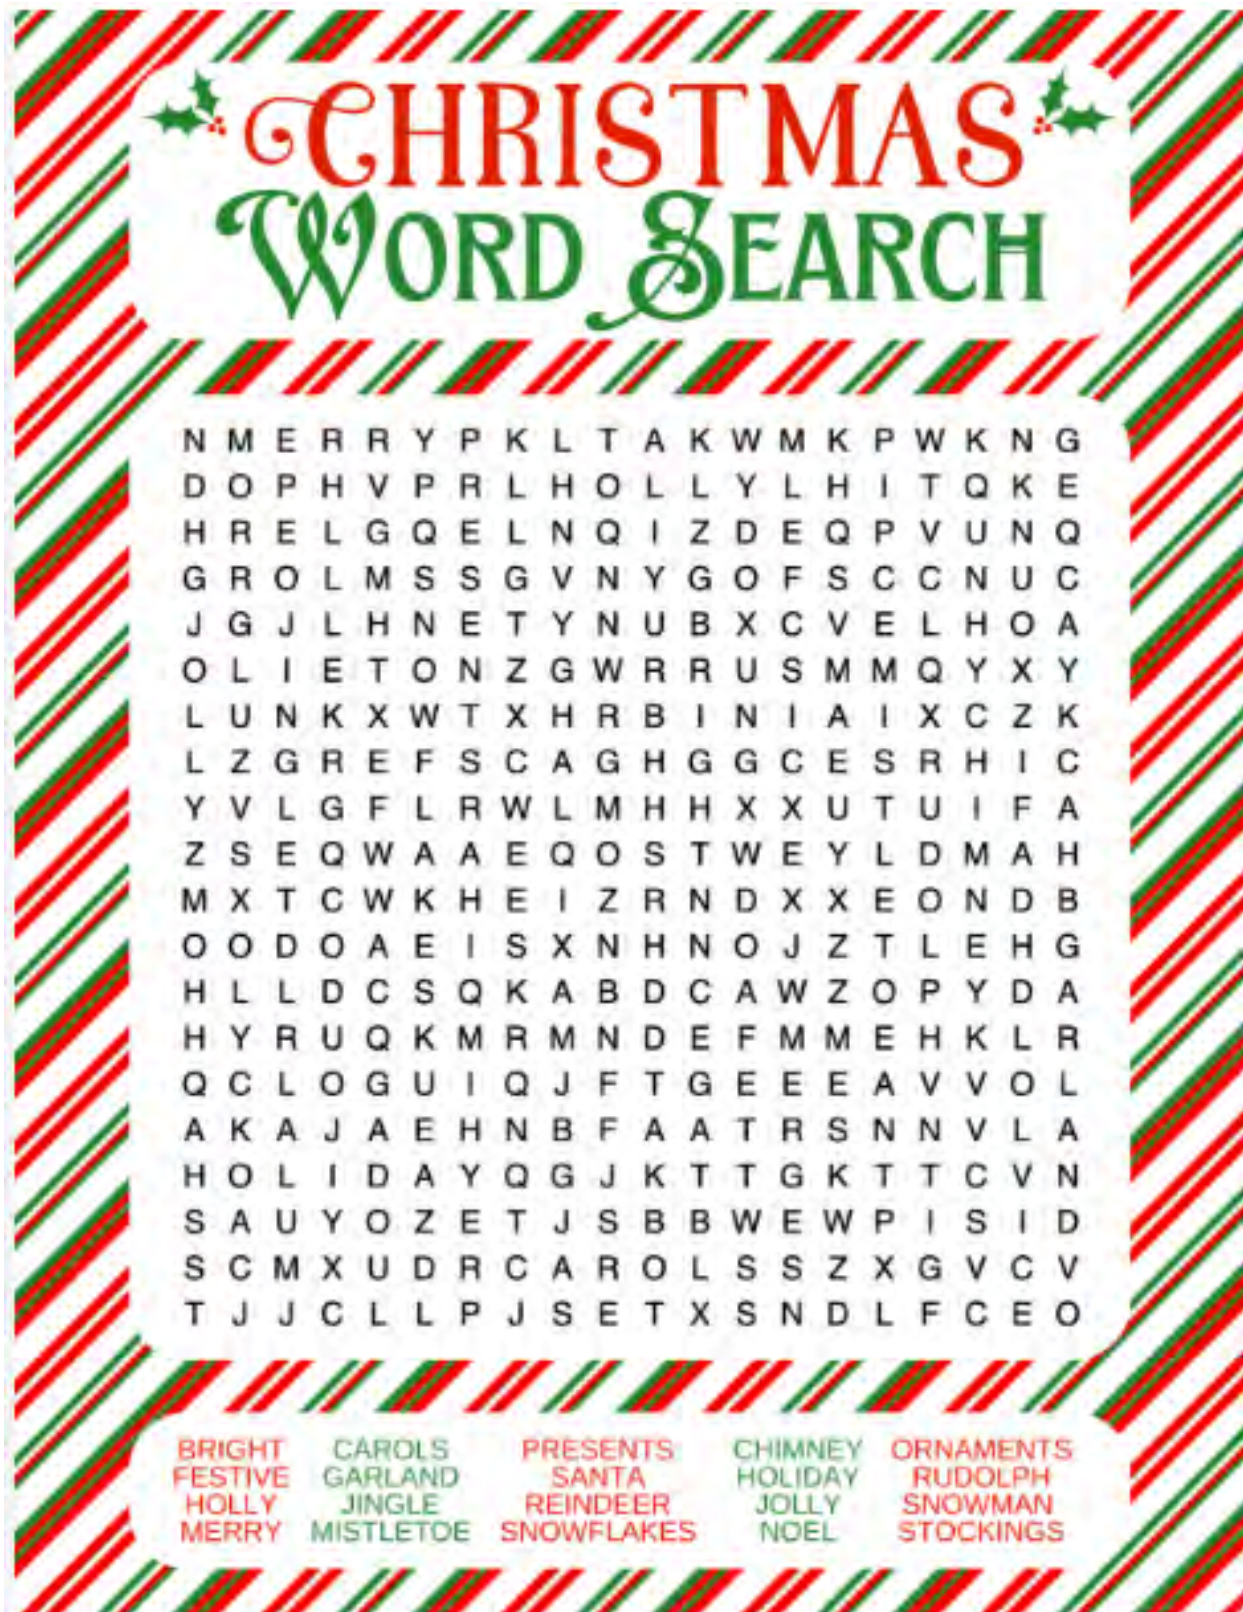 CHRISTMAS
WORD SEARCH
N M E R R Y P K L T A K W M K P W K N G
D O P H V P R L H O L L Y L H I T Q K E
H R E L G Q E L N Q I Z D E Q P V U N Q
G R O L M S S G V N Y G O F S C C N U C
J G J L H N E T Y N U B X C V E L H O A
O L I E T O N Z G W R R U S M M Q Y X Y
L U N K X W T X H R B I N I A I X C Z K
L Z G R E F S C A G H G G C E S R H I C
Y V L G F L R W L M H H X X U T U I F A
Z S E Q W A A E Q O S T W E Y L D M A H
M X T C W K H E I Z R N D X X E O N D B
O O D O A E I S X N H N O J Z T L E H G
H L L D C S Q K A B D C A W Z O P Y D A
H Y R U Q K M R M N D E F M M E H K L R
Q C L O G U I Q J F T G E E E A V V O L
A K A J A E H N B F A A T R S N N V L A
H O L I D A Y Q G J K T T G K T T C V N
S A U Y O Z E T J S B B W E W P I S I D
S C M X U D R C A R O L S S Z X G V C V
T J J C L L P J S E T X S N D L F C E O
BRIGHT CAROLS PRESENTS CHIMNEY ORNAMENTS
FESTIVE GARLAND SANTA HOLIDAY RUDOLPH
HOLLY JINGLE REINDEER JOLLY SNOWMAN
MERRY MISTLETOE SNOWFLAKES NOEL STOCKINGS